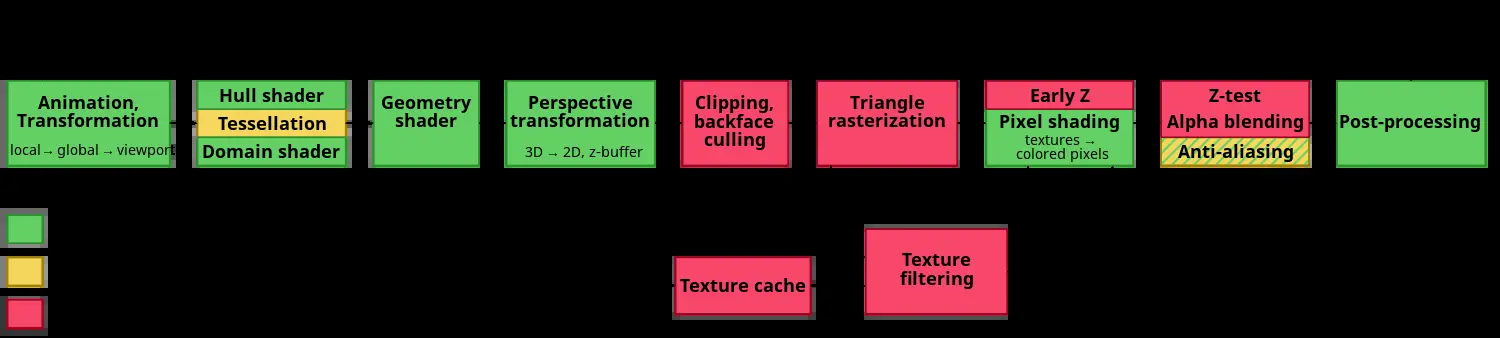 Animation,
Transformation
local→ global → viewport
Hull shader
Tessellation
Domain shader
Geometry
shader
Perspective
transformation
3D → 2D, z-buffer
Clipping,
backface
culling
Triangle
rasterization
Early Z
Pixel shading
textures →
colored pixels
Z-test
Alpha blending
Anti-aliasing
Post-processing
Texture cache
Texture
filtering